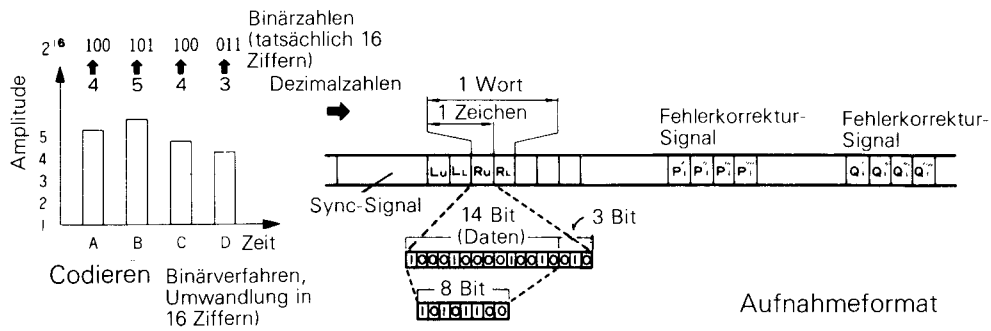 Binärzahlen
(tatsächlich 16
Ziffern)
2¹⁶ 100 101 100 011
4 5 4 3 Dezimalzahlen
Amplitude
5
4
3
2
1
A B C D Zeit
Codieren Binärverfahren,
Umwandlung in
16 Ziffern)
1 Wort
1 Zeichen
Fehlerkorrektur-
Signal
Fehlerkorrektur-
Signal
LU LL RU RL
Sync-Signal
14 Bit
(Daten)
3 Bit
10001000010010010
8 Bit
10101100
Aufnahmeformat